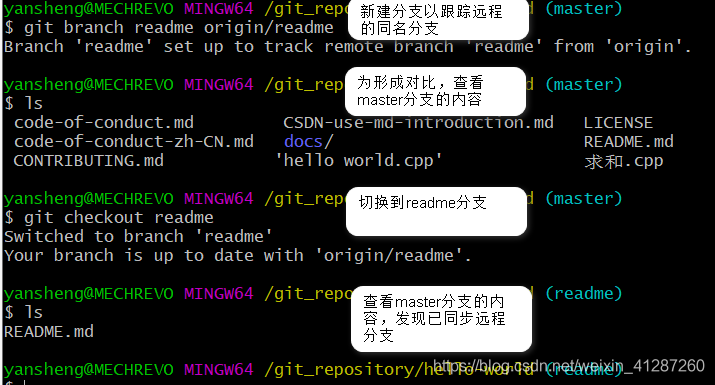 yansheng@MECHREVO MINGW64 /git_repos 新建分支以跟踪远程的同名分支 d (master)
$ git branch readme origin/readme
Branch 'readme' set up to track remote branch 'readme' from 'origin'.
yansheng@MECHREVO MINGW64 /git_repo 为形成对比，查看master分支的内容 d (master)
$ ls
code-of-conduct.md CSDN-use-md-introduction.md LICENSE
code-of-conduct-zh-CN.md docs/ README.md
CONTRIBUTING.md 'hello world.cpp' 求和.cpp
yansheng@MECHREVO MINGW64 /git_repos 切换到readme分支 d (master)
$ git checkout readme
Switched to branch 'readme'
Your branch is up to date with 'origin/readme'.
yansheng@MECHREVO MINGW64 /git_repo 查看master分支的内容，发现已同步远程分支 d (readme)
$ ls
README.md
yansheng@MECHREVO MINGW64 /git_repository/hello-world (readme)
$
https://blog.csdn.net/weixin_41287260